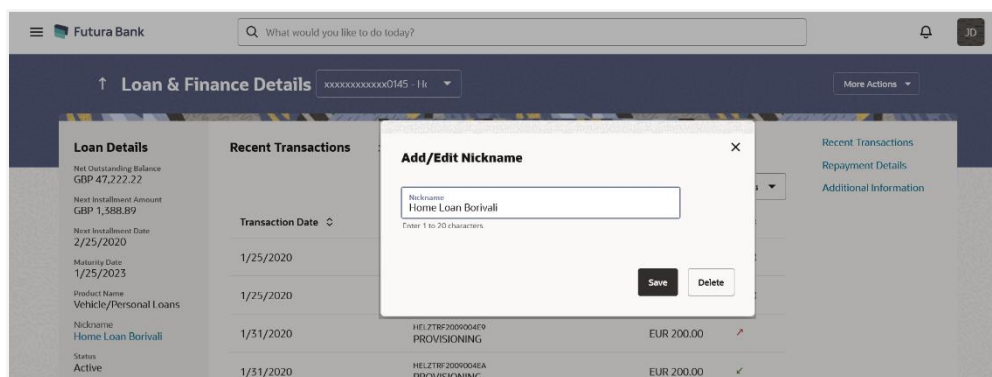 Futura Bank
What would you like to do today?
JD
Loan & Finance Details
xxxxxxxxxxxx0145 - H
More Actions
Loan Details
Net Outstanding Balance
GBP 47,222.22
Next Installment Amount
GBP 1,388.89
Next Installment Date
2/25/2020
Maturity Date
1/25/2023
Product Name
Vehicle/Personal Loans
Nickname
Home Loan Borivali
Status
Active
Recent Transactions
Transaction Date
1/25/2020
1/25/2020
1/31/2020
HELZTRF2009004E9
PROVISIONING
EUR 200.00
1/31/2020
HELZTRF2009004EA
PROVISIONING
EUR 200.00
Add/Edit Nickname
Nickname
Home Loan Borivali
Enter 1 to 20 characters.
Save
Delete
Recent Transactions
Repayment Details
Additional Information